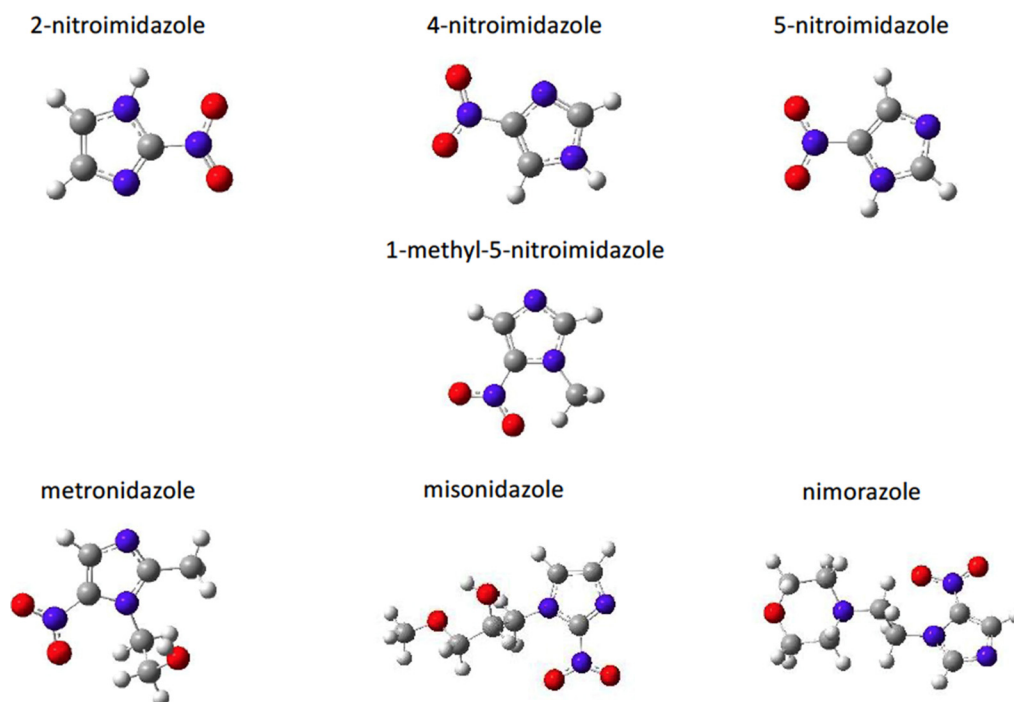 2-nitroimidazole
4-nitroimidazole
5-nitroimidazole
1-methyl-5-nitroimidazole
metronidazole
misonidazole
nimorazole